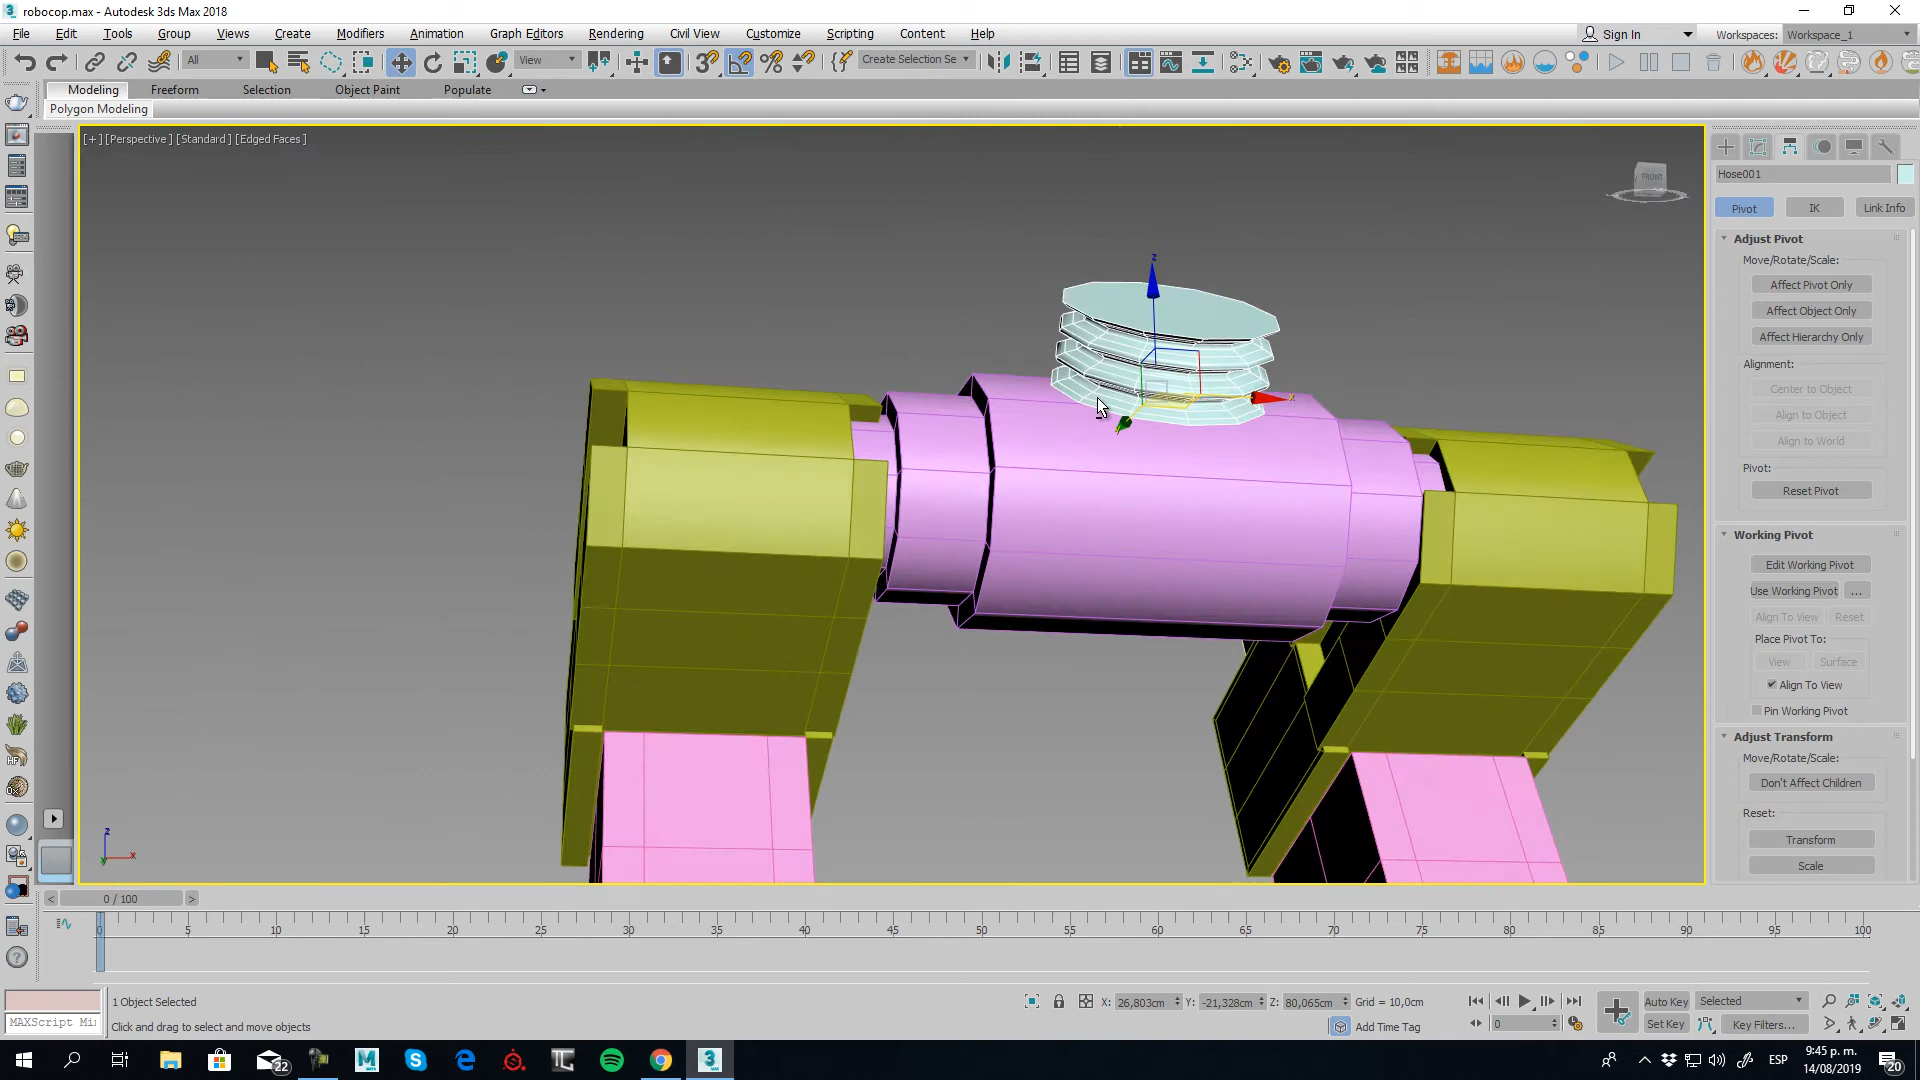 robocop.max - Autodesk 3ds Max 2018
File Edit Tools Group Views Create Modifiers Animation Graph Editors Rendering Civil View Customize Scripting Content Help
Sign In Workspaces: Workspace_1
All View Create Selection Se
Modeling Freeform Selection Object Paint Populate
Polygon Modeling
[+] [Perspective ] [Standard ] [Edged Faces ]
FRONT
Hose001
Pivot IK Link Info
Adjust Pivot
Move/Rotate/Scale:
Affect Pivot Only
Affect Object Only
Affect Hierarchy Only
Alignment:
Center to Object
Align to Object
Align to World
Pivot:
Reset Pivot
Working Pivot
Edit Working Pivot
Use Working Pivot ...
Align To View Reset
Place Pivot To:
View Surface
Align To View
Pin Working Pivot
Adjust Transform
Move/Rotate/Scale:
Don't Affect Children
Reset:
Transform
Scale
z
x
z
x
y
< 0 / 100 >
0 5 10 15 20 25 30 35 40 45 50 55 60 65 70 75 80 85 90 95 100
1 Object Selected
X: 26,803cm Y: -21,328cm Z: 80,065cm Grid = 10,0cm
Auto Key Selected
MAXScript Mi
Click and drag to select and move objects
Add Time Tag
0
Set Key Key Filters...
22
ESP
9:45 p. m.
14/08/2019
20